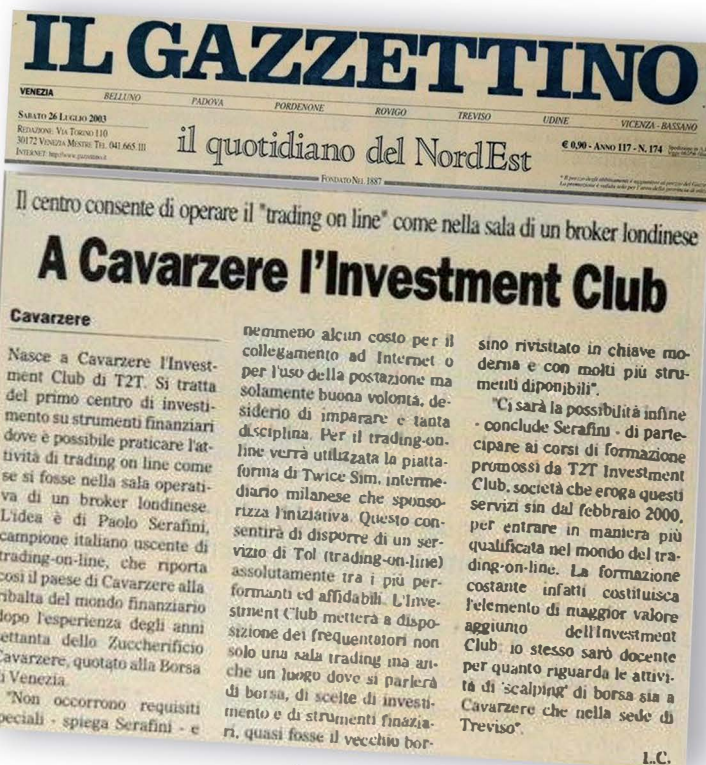 IL GAZZETTINO
VENEZIA BELLUNO PADOVA PORDENONE ROVIGO TREVISO UDINE VICENZA - BASSANO
SABATO 26 LUGLIO 2003
REDAZIONE: VIA TORINO 110
30172 VENEZIA MESTRE TEL. 041.665.111
INTERNET: http://www.gazzettino.it
il quotidiano del NordEst
€ 0,90 - ANNO 117 - N. 174
FONDATO NEL 1887
Il centro consente di operare il "trading on line" come nella sala di un broker londinese
A Cavarzere l'Investment Club
Cavarzere
Nasce a Cavarzere l'Invest-
ment Club di T2T. Si tratta
del primo centro di investi-
mento su strumenti finanziari
dove è possibile praticare l'at-
tività di trading on line come
se si fosse nella sala operati-
va di un broker londinese.
L'idea è di Paolo Serafini,
campione italiano uscente di
trading-on-line, che riporta
così il paese di Cavarzere alla
ribalta del mondo finanziario
dopo l'esperienza degli anni
ettanta dello Zuccherificio
Cavarzere, quotato alla Borsa
i Venezia.
"Non occorrono requisiti
peciali - spiega Serafini - e
nemmeno alcun costo per il
collegamento ad Internet o
per l'uso della postazione ma
solamente buona volontà, de-
siderio di imparare e tanta
disciplina. Per il trading-on-
line verrà utilizzata la piatta-
forma di Twice Sim, interme-
diario milanese che sponso-
rizza l'iniziativa. Questo con-
sentirà di disporre di un ser-
vizio di Tol (trading-on-line)
assolutamente tra i più per-
formanti ed affidabili. L'Inve-
stment Club metterà a dispo-
sizione dei frequentatori non
solo una sala trading ma an-
che un luogo dove si parlerà
di borsa, di scelte di investi-
mento e di strumenti finazia-
ri, quasi fosse il vecchio bor-
sino rivisitato in chiave mo-
derna e con molti più stru-
menti diponjbili".
"Ci sarà la possibilità infine
- conclude Serafini - di parte-
cipare ai corsi di formazione
promossi da T2T Investment
Club, società che eroga questi
servizi sin dal febbraio 2000,
per entrare in maniera più
qualificata nel mondo del tra-
ding-on-line. La formazione
costante infatti costituisca
l'elemento di maggior valore
aggiunto dell'Investment
Club: io stesso sarò docente
per quanto riguarda le attivi-
tà di 'scalping' di borsa sia a
Cavarzere che nella sede di
Treviso".
L.C.